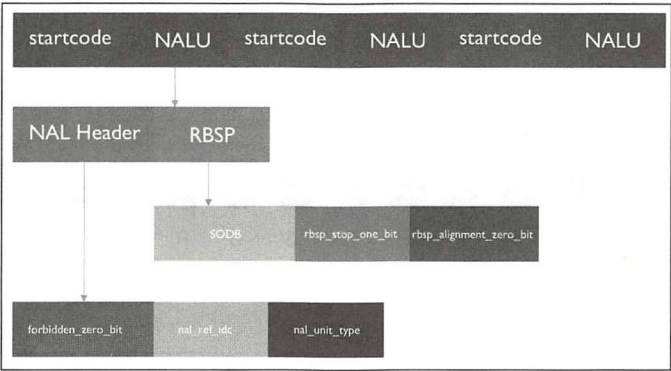 startcode NALU startcode NALU startcode NALU
NAL Header RBSP
SODB rbsp_stop_one_bit rbsp_alignment_zero_bit
forbidden_zero_bit nal_ref_idc nal_unit_type